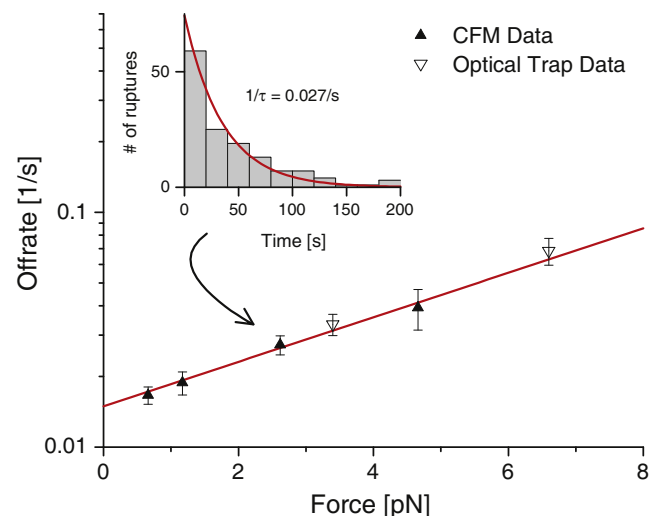 CFM Data
Optical Trap Data
# of ruptures
50
0
1/τ = 0.027/s
0 50 100 150 200
Time [s]
Offrate [1/s]
0.1
0.01
0 2 4 6 8
Force [pN]